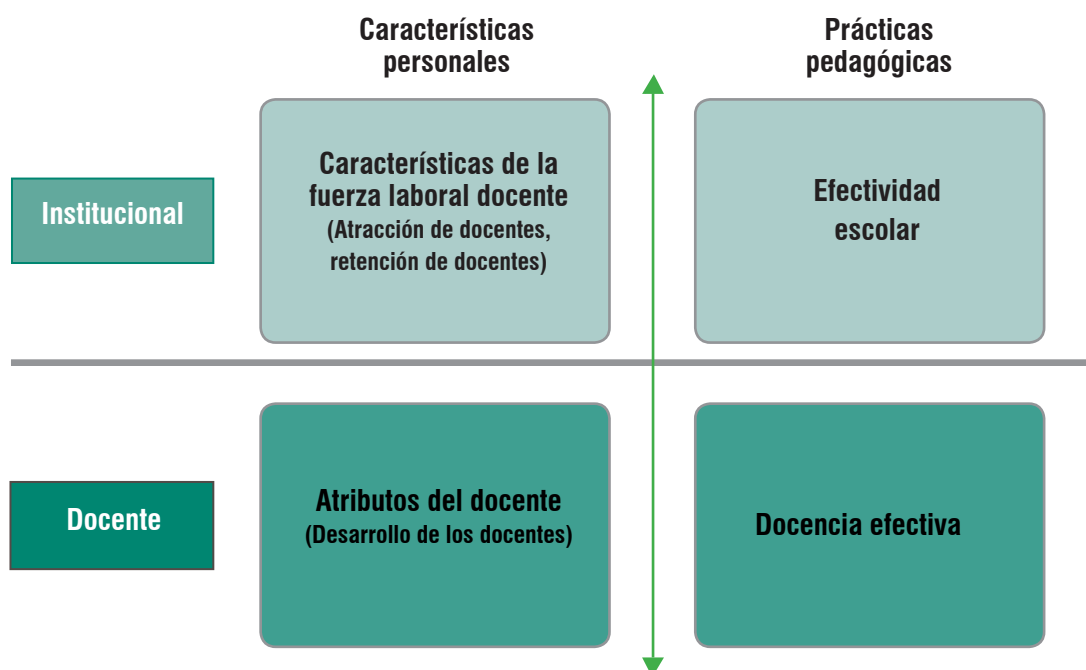 Características
personales
Prácticas
pedagógicas
Institucional
Características de la
fuerza laboral docente
(Atracción de docentes,
retención de docentes)
Efectividad
escolar
Docente
Atributos del docente
(Desarrollo de los docentes)
Docencia efectiva